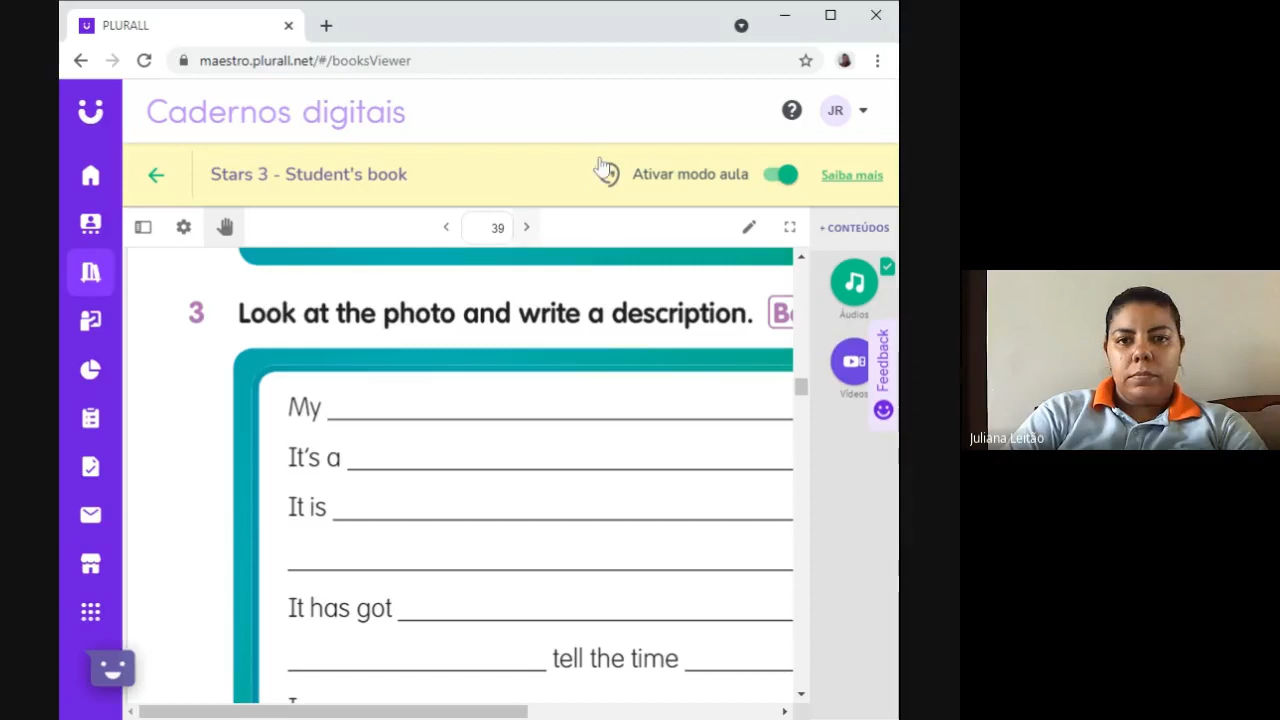 PLURALL
maestro.plurall.net/#/booksViewer
Cadernos digitais
JR
Stars 3 - Student's book
Ativar modo aula
Saiba mais
39
+ CONTEÚDOS
3 Look at the photo and write a description.
Áudios
Feedback
Vídeos
My
It's a
It is
It has got
tell the time
Juliana Leitão